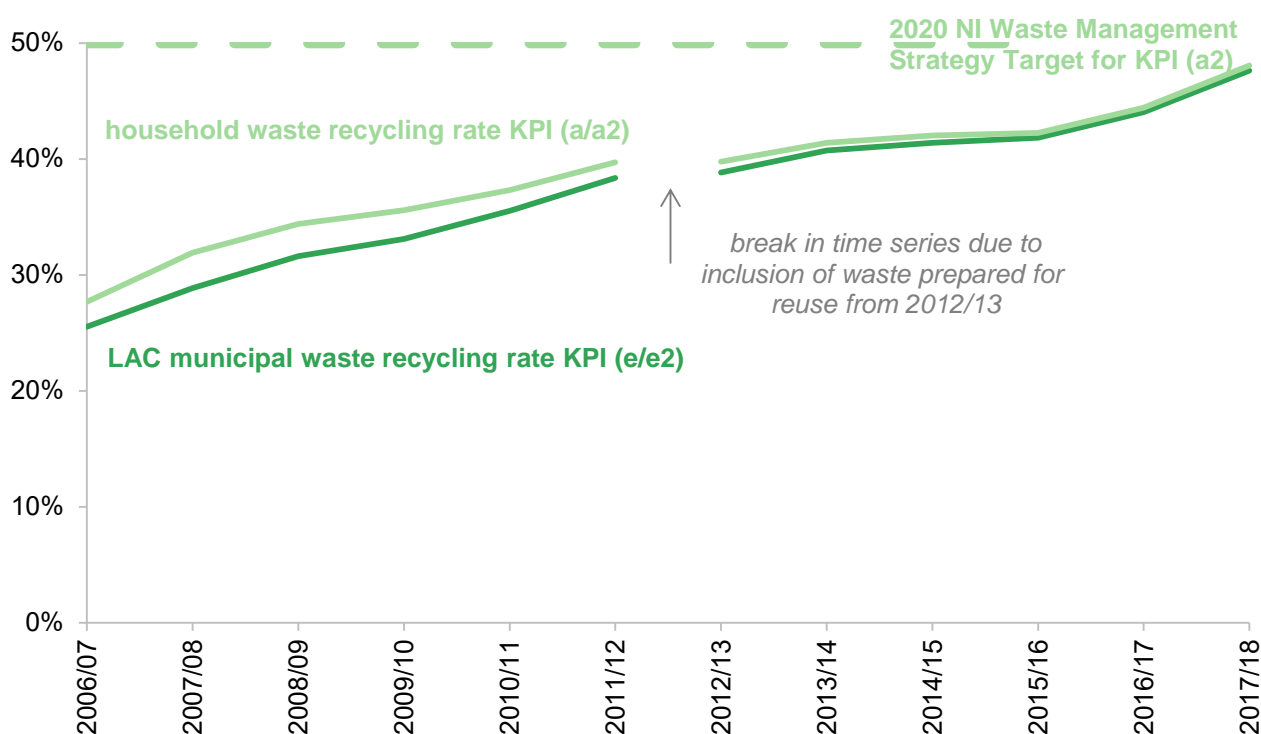 50%
2020 NI Waste Management
Strategy Target for KPI (a2)
household waste recycling rate KPI (a/a2)
40%
break in time series due to
inclusion of waste prepared for
reuse from 2012/13
30%
LAC municipal waste recycling rate KPI (e/e2)
20%
10%
0%
2006/07
2007/08
2008/09
2009/10
2010/11
2011/12
2012/13
2013/14
2014/15
2015/16
2016/17
2017/18